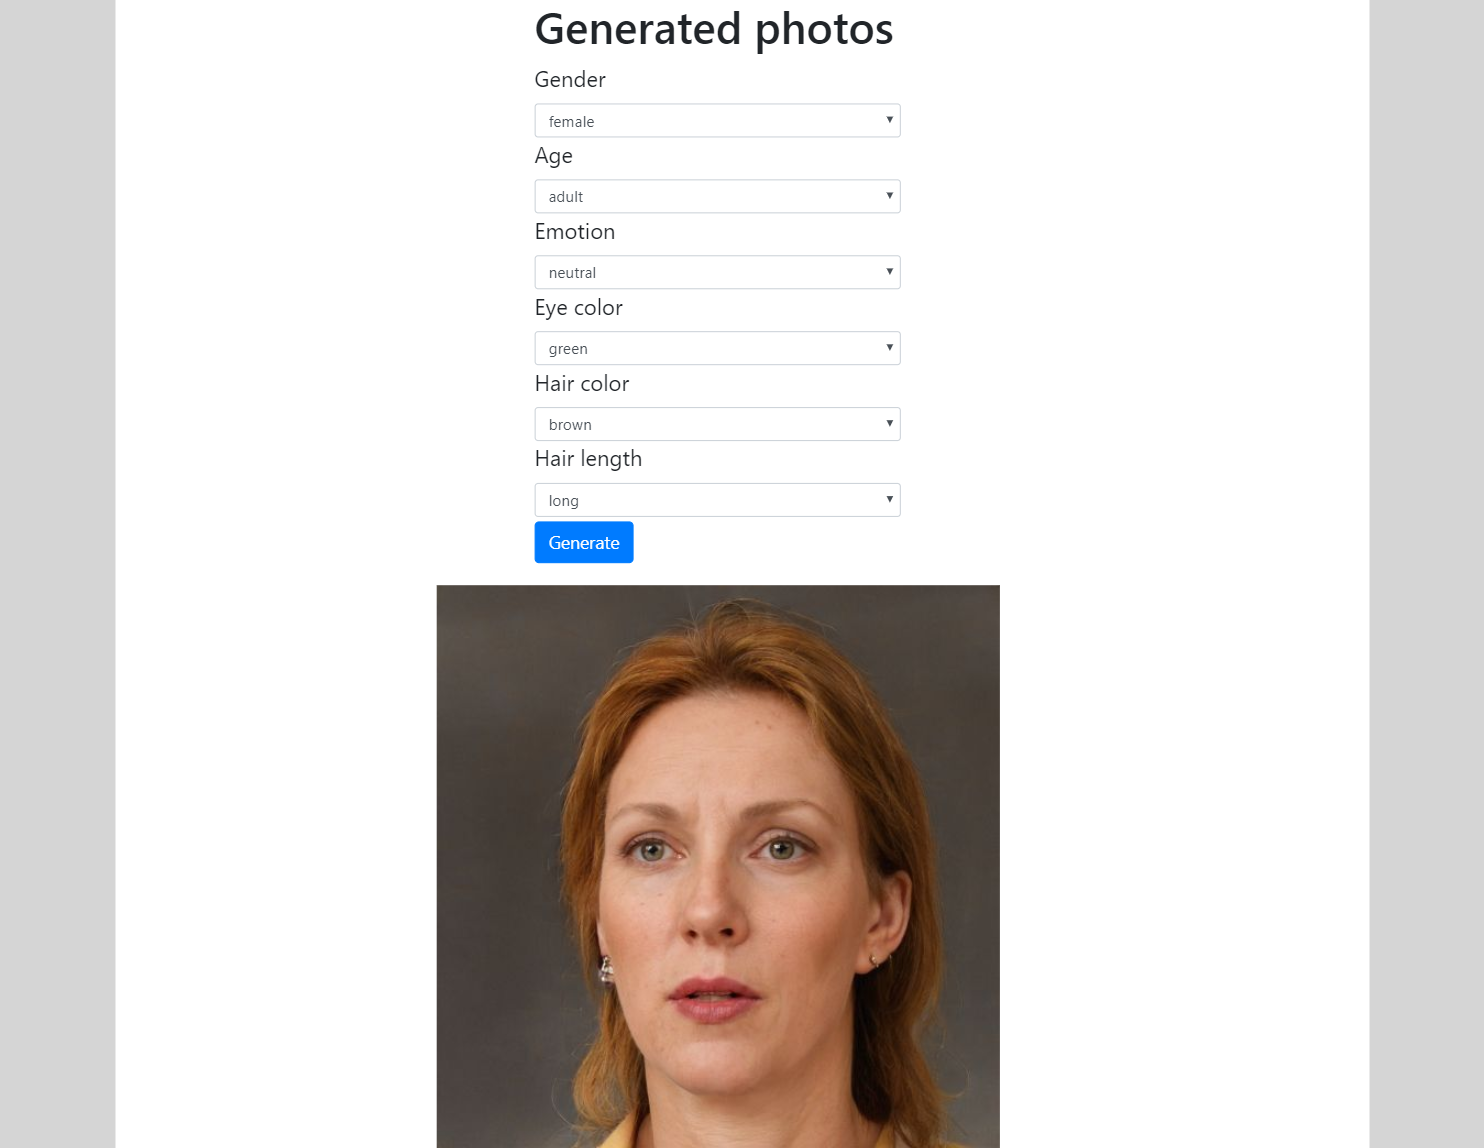 Generated photos
Gender
female
Age
adult
Emotion
neutral
Eye color
green
Hair color
brown
Hair length
long
Generate